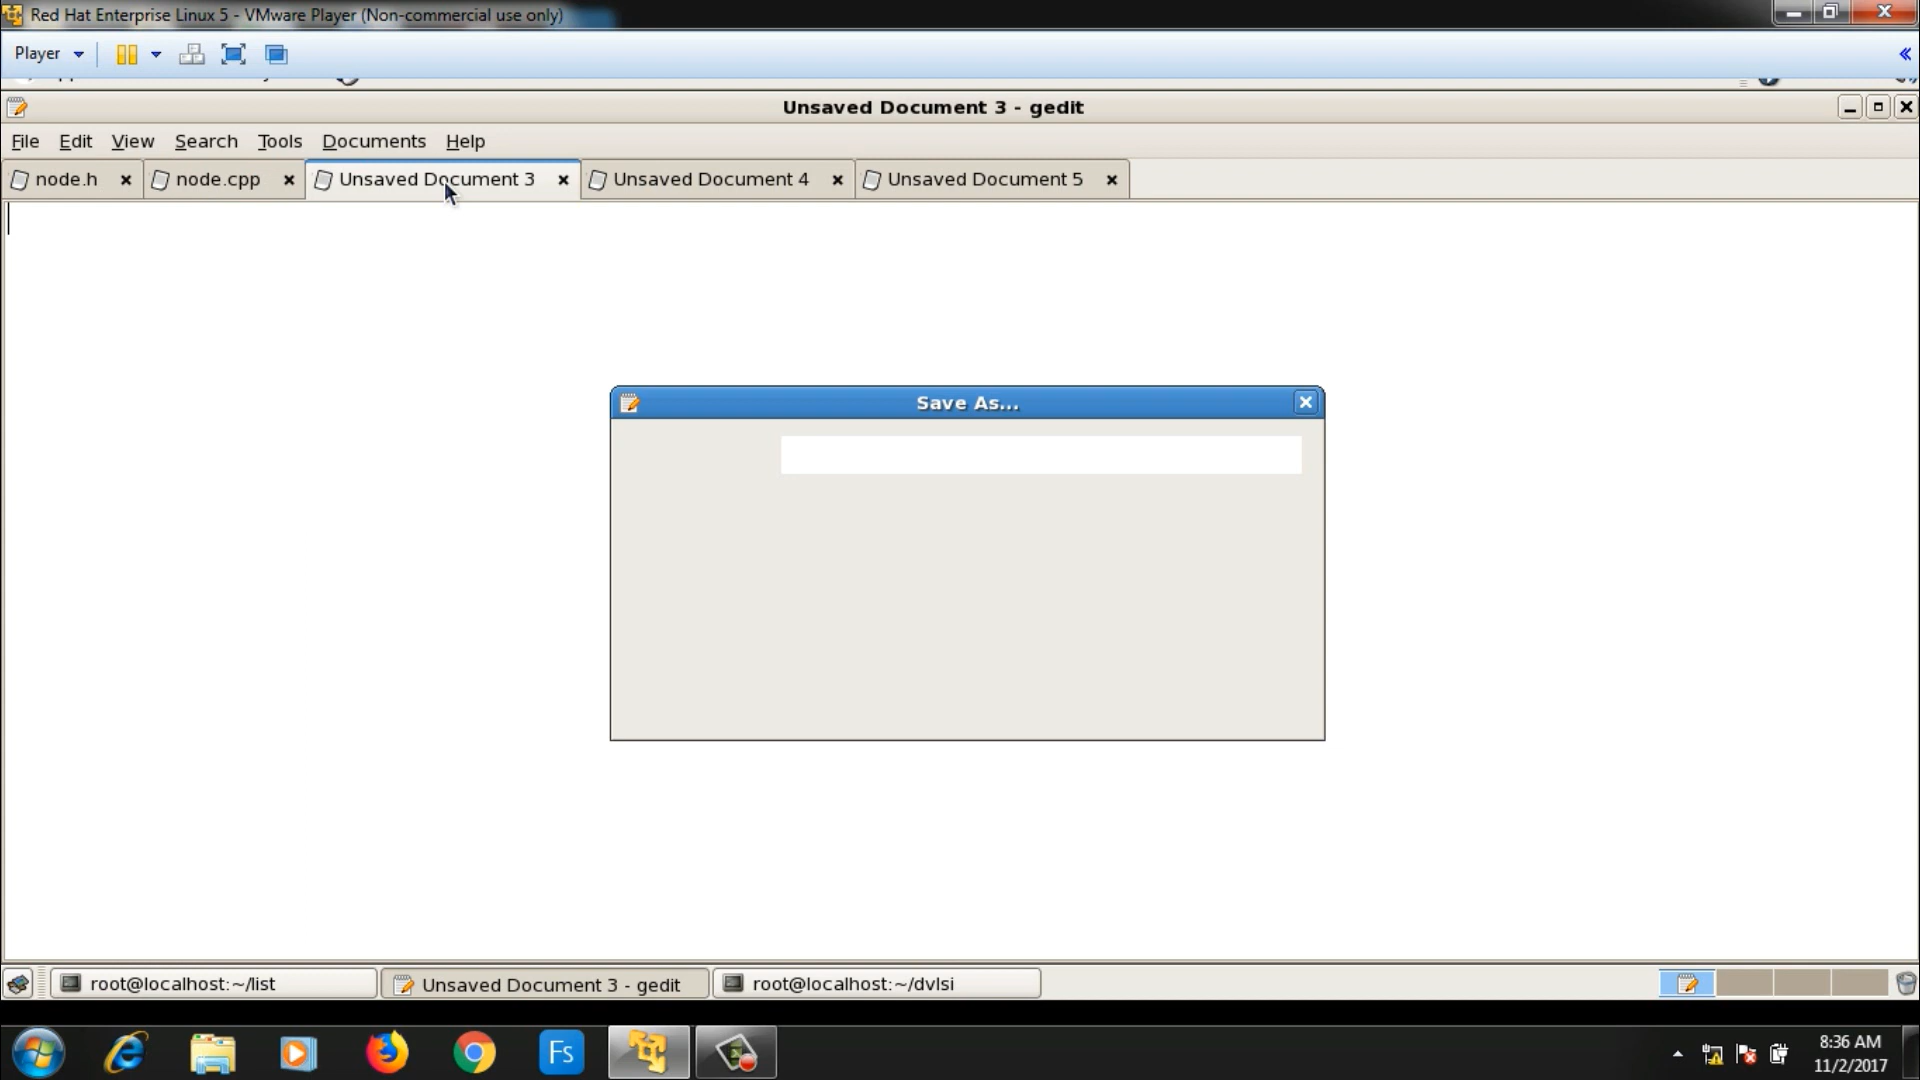 Red Hat Enterprise Linux 5 - VMware Player (Non-commercial use only)
Player
Unsaved Document 3 - gedit
File Edit View Search Tools Documents Help
node.h node.cpp Unsaved Document 3 Unsaved Document 4 Unsaved Document 5
Save As...
root@localhost:~/list Unsaved Document 3 - gedit root@localhost:~/dvlsi
Fs
8:36 AM
11/2/2017